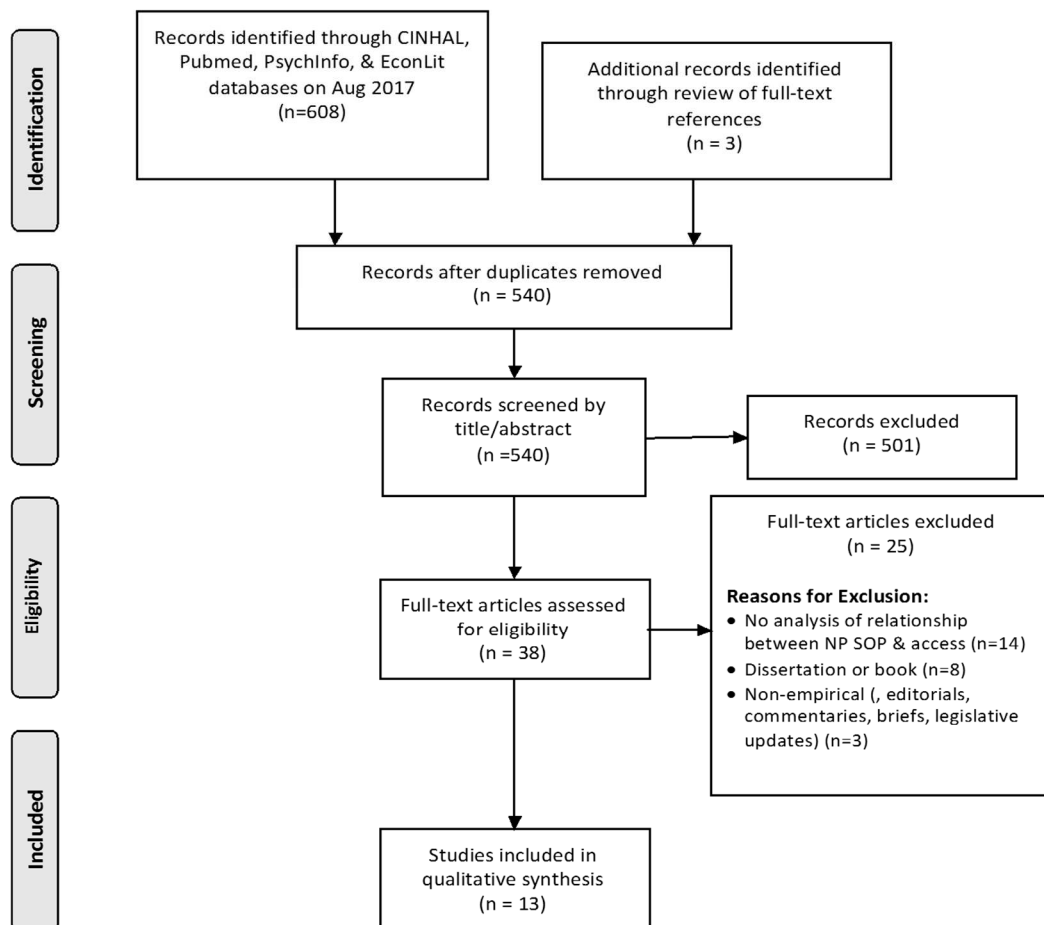 Identification
Records identified through CINHAL,
Pubmed, PsychInfo, & EconLit
databases on Aug 2017
(n=608)
Additional records identified
through review of full-text
references
(n = 3)
Records after duplicates removed
(n = 540)
Screening
Records screened by
title/abstract
(n =540)
Records excluded
(n = 501)
Eligibility
Full-text articles assessed
for eligibility
(n = 38)
Full-text articles excluded
(n = 25)
Reasons for Exclusion:
• No analysis of relationship
between NP SOP & access (n=14)
• Dissertation or book (n=8)
• Non-empirical (, editorials,
commentaries, briefs, legislative
updates) (n=3)
Included
Studies included in
qualitative synthesis
(n = 13)